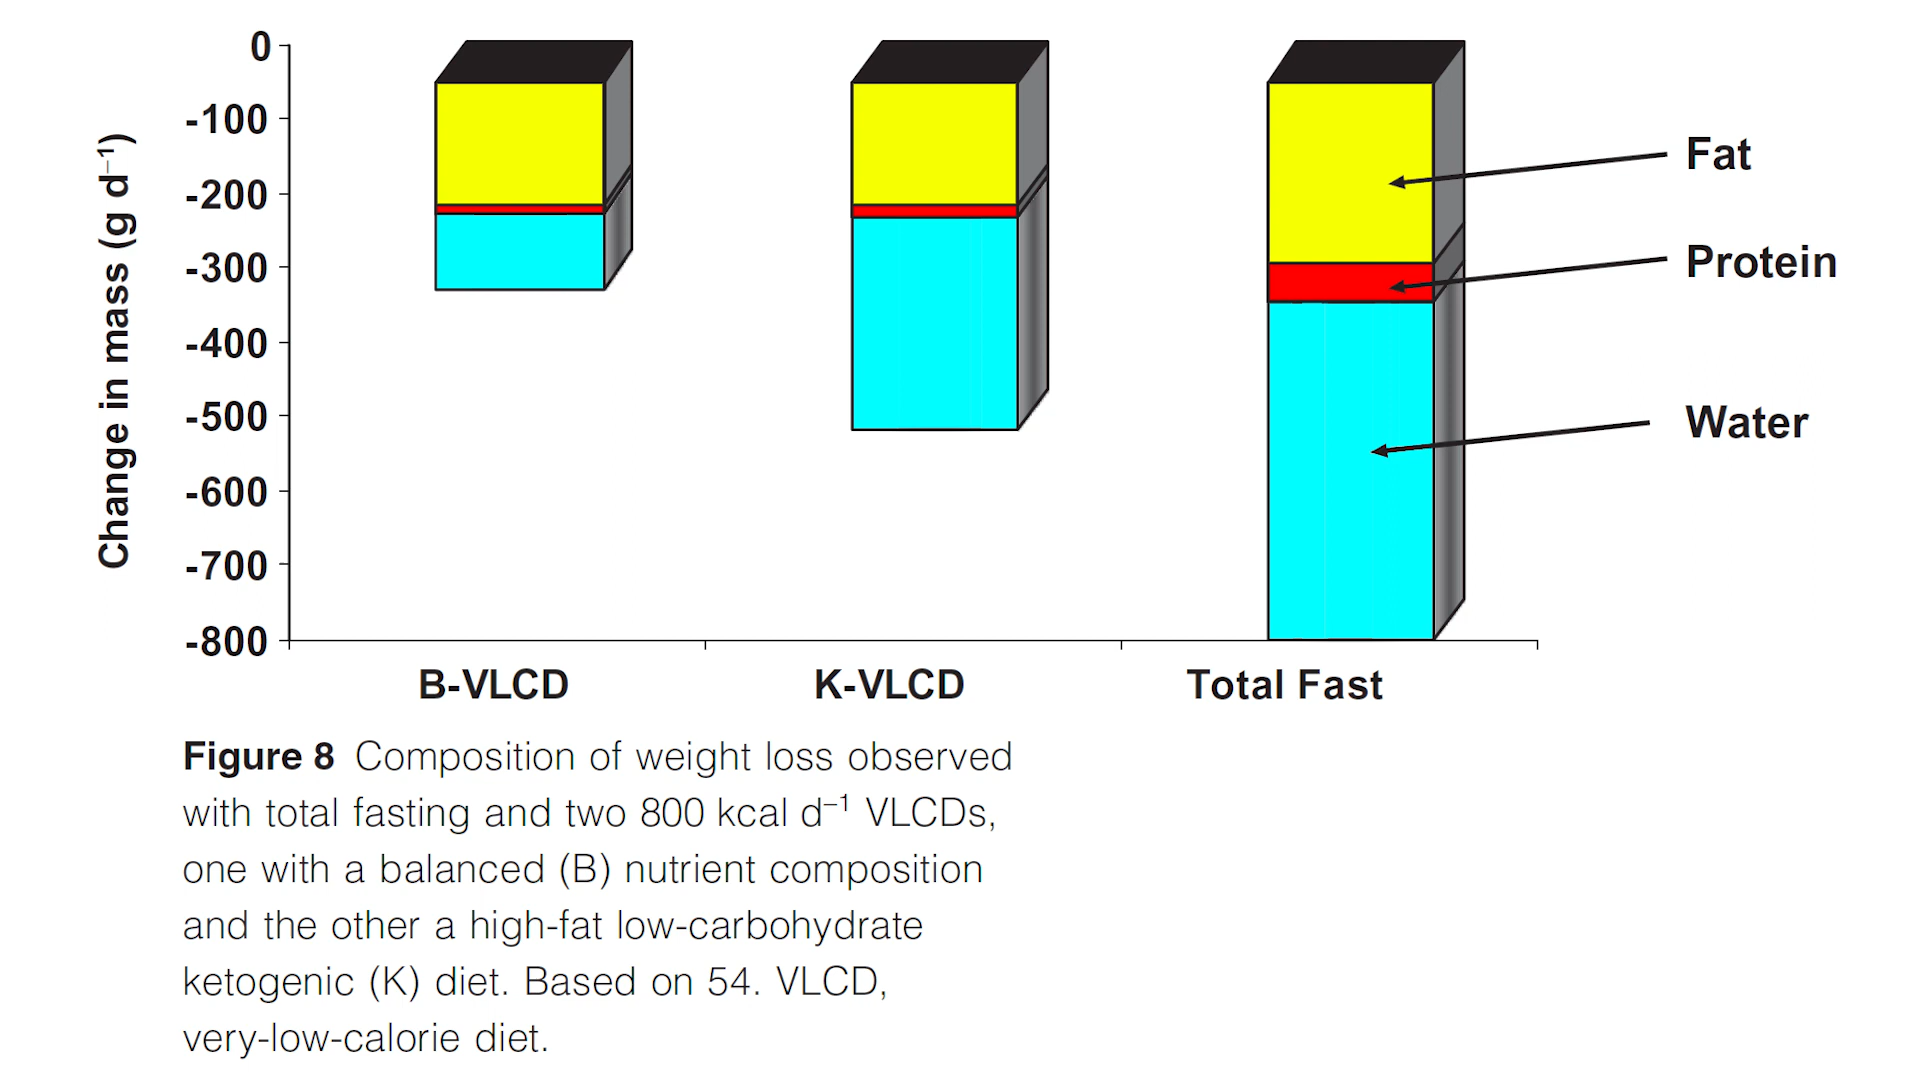 0
-100
-200
-300
-400
-500
-600
-700
-800
Change in mass (g d⁻¹)
Fat
Protein
Water
B-VLCD
K-VLCD
Total Fast
Figure 8 Composition of weight loss observed
with total fasting and two 800 kcal d⁻¹ VLCDs,
one with a balanced (B) nutrient composition
and the other a high-fat low-carbohydrate
ketogenic (K) diet. Based on 54. VLCD,
very-low-calorie diet.